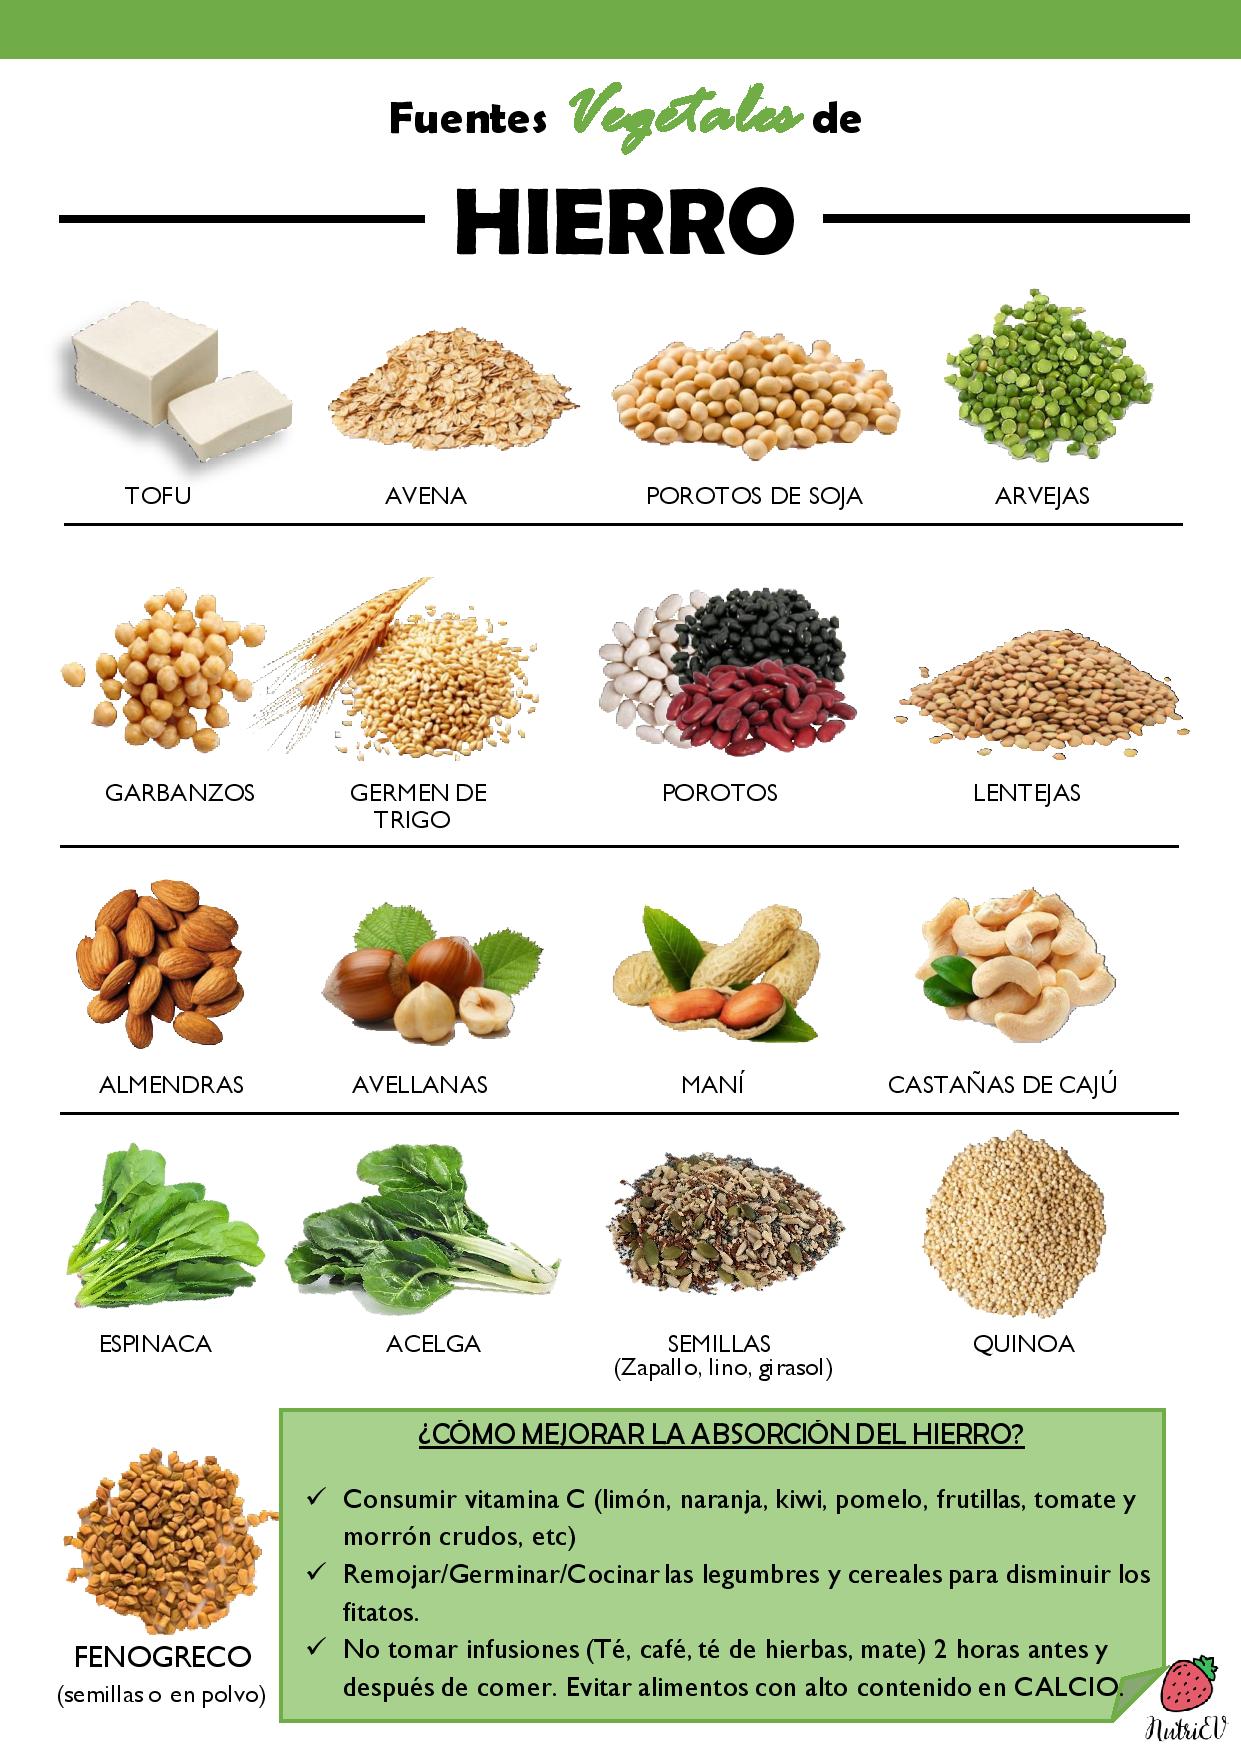 Fuentes Vegetales de
HIERRO
TOFU
AVENA
POROTOS DE SOJA
ARVEJAS
GARBANZOS
GERMEN DE
TRIGO
POROTOS
LENTEJAS
ALMENDRAS
AVELLANAS
MANÍ
CASTAÑAS DE CAJÚ
ESPINACA
ACELGA
SEMILLAS
(Zapallo, lino, girasol)
QUINOA
FENOGRECO
(semillas o en polvo)
¿CÓMO MEJORAR LA ABSORCIÓN DEL HIERRO?
✓ Consumir vitamina C (limón, naranja, kiwi, pomelo, frutillas, tomate y
morrón crudos, etc)
✓ Remojar/Germinar/Cocinar las legumbres y cereales para disminuir los
fitatos.
✓ No tomar infusiones (Té, café, té de hierbas, mate) 2 horas antes y
después de comer. Evitar alimentos con alto contenido en CALCIO.
NutriEV